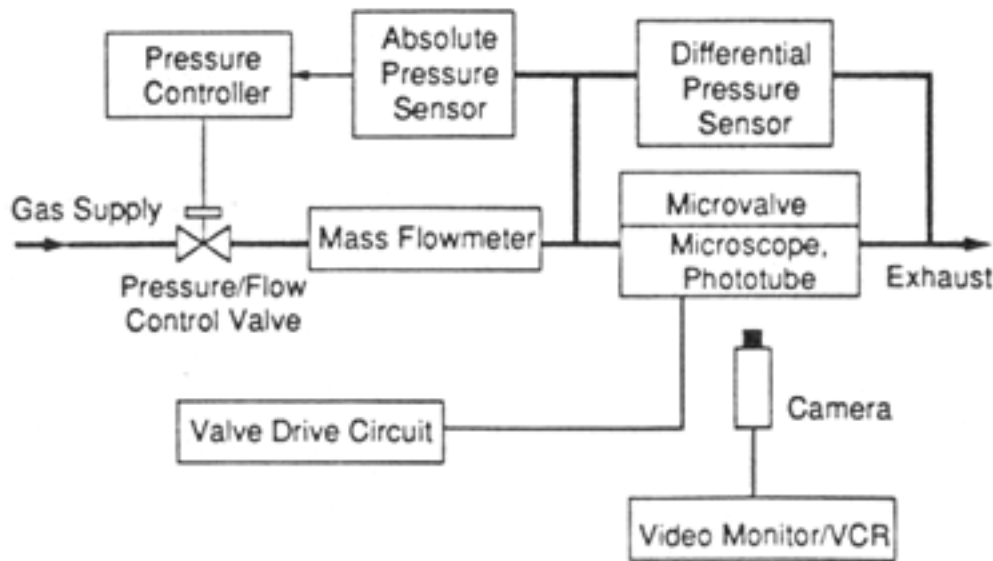 Pressure
Controller
Absolute
Pressure
Sensor
Differential
Pressure
Sensor
Gas Supply
Mass Flowmeter
Microvalve
Microscope,
Phototube
Exhaust
Pressure/Flow
Control Valve
Valve Drive Circuit
Camera
Video Monitor/VCR